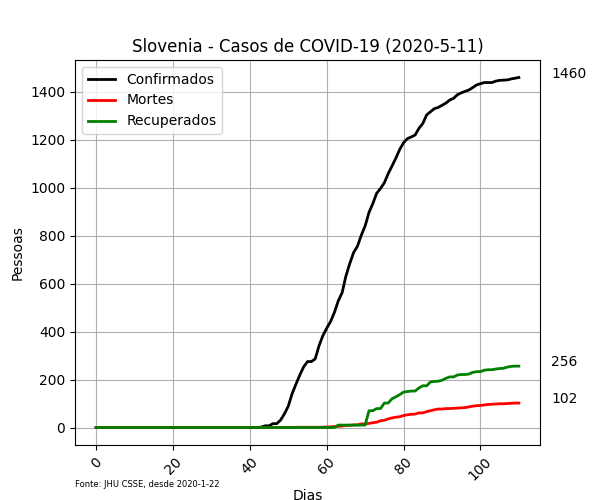 Slovenia - Casos de COVID-19 (2020-5-11)
Confirmados
Mortes
Recuperados
1460
256
102
1400
1200
1000
800
600
400
200
0
Pessoas
0
20
40
60
80
100
Fonte: JHU CSSE, desde 2020-1-22
Dias